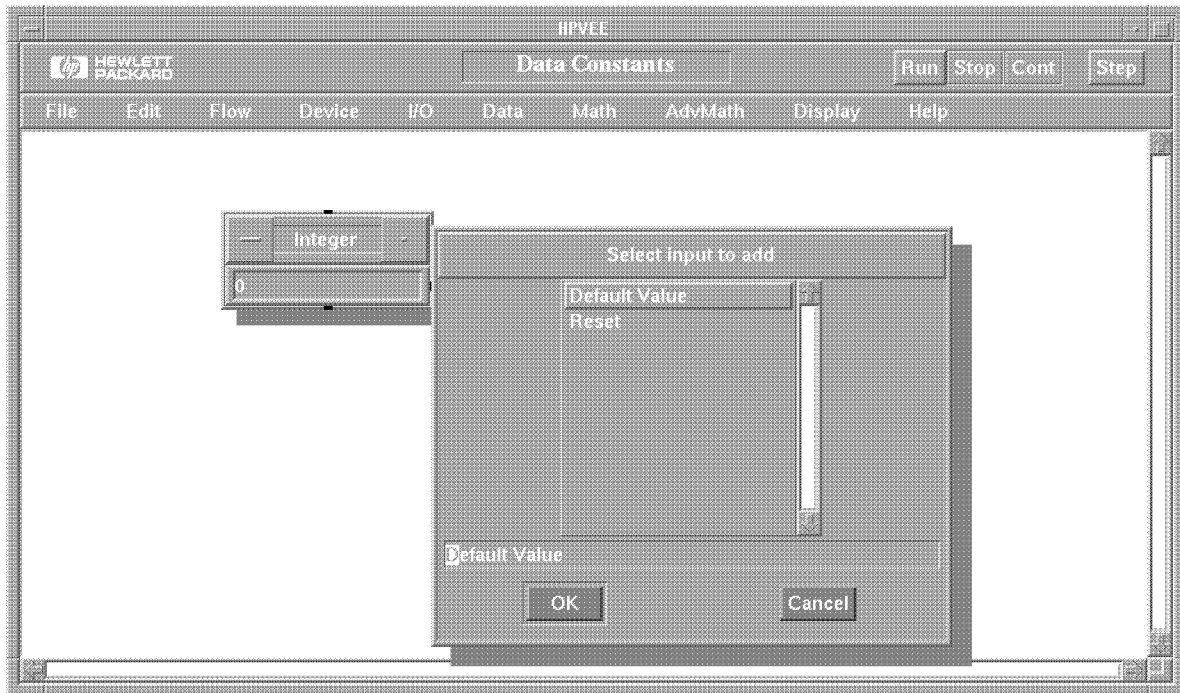 HPVEE
hp HEWLETT PACKARD Data Constants Run Stop Cont Step
File Edit Flow Device I/O Data Math AdvMath Display Help
Integer
0
Select input to add
Default Value
Reset
Default Value
OK Cancel